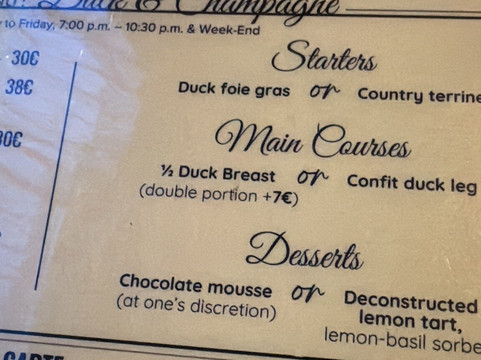 Duck & Champagne
to Friday, 7:00 p.m. – 10:30 p.m. & Week-End
30€
38€
Starters
Duck foie gras or Country terrine
Main Courses
½ Duck Breast or Confit duck leg
(double portion +7€)
Desserts
Chocolate mousse or Deconstructed
(at one's discretion) lemon tart,
lemon-basil sorbe